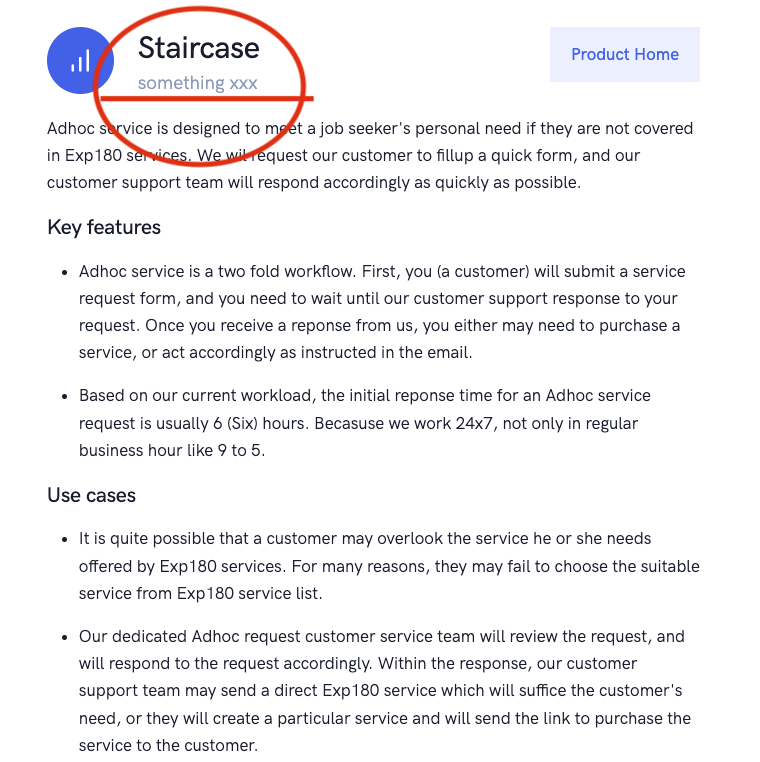 Staircase
something xxx
Product Home
Adhoc service is designed to meet a job seeker's personal need if they are not covered
in Exp180 services. We wil request our customer to fillup a quick form, and our
customer support team will respond accordingly as quickly as possible.
Key features
• Adhoc service is a two fold workflow. First, you (a customer) will submit a service
request form, and you need to wait until our customer support response to your
request. Once you receive a reponse from us, you either may need to purchase a
service, or act accordingly as instructed in the email.
• Based on our current workload, the initial reponse time for an Adhoc service
request is usually 6 (Six) hours. Becasuse we work 24x7, not only in regular
business hour like 9 to 5.
Use cases
• It is quite possible that a customer may overlook the service he or she needs
offered by Exp180 services. For many reasons, they may fail to choose the suitable
service from Exp180 service list.
• Our dedicated Adhoc request customer service team will review the request, and
will respond to the request accordingly. Within the response, our customer
support team may send a direct Exp180 service which will suffice the customer's
need, or they will create a particular service and will send the link to purchase the
service to the customer.